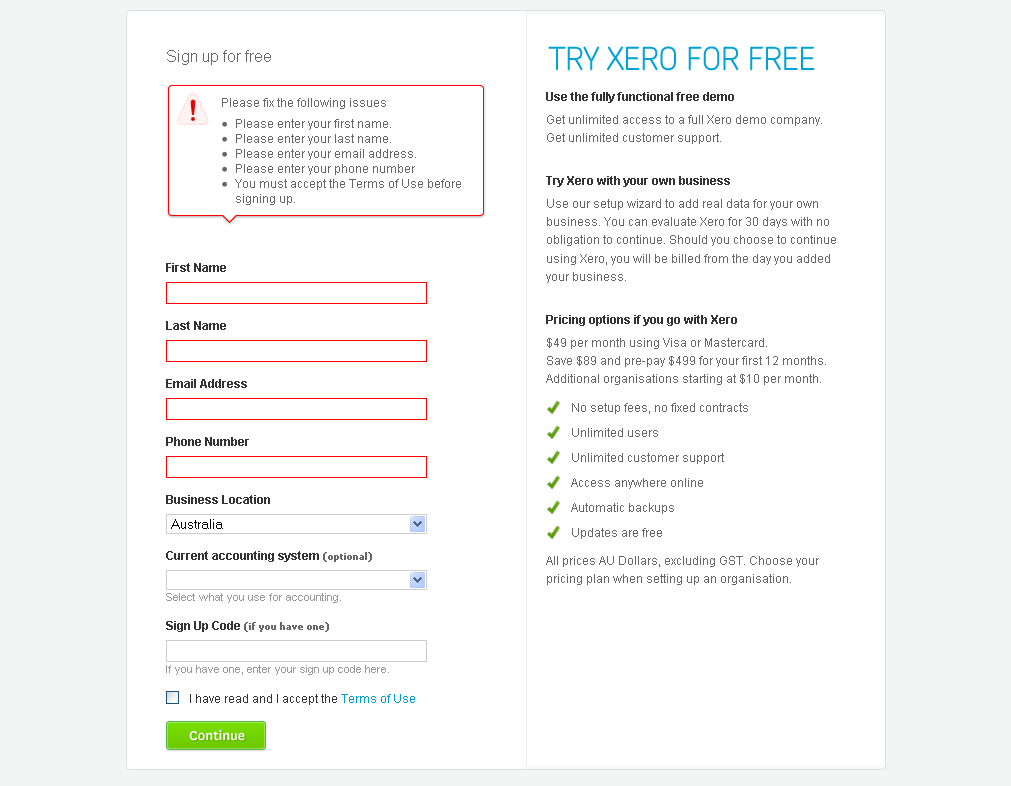 Sign up for free
Please fix the following issues
Please enter your first name.
Please enter your last name.
Please enter your email address.
Please enter your phone number
You must accept the Terms of Use before
signing up.
First Name
Last Name
Email Address
Phone Number
Business Location
Australia
Current accounting system (optional)
Select what you use for accounting.
Sign Up Code (if you have one)
If you have one, enter your sign up code here.
I have read and I accept the Terms of Use
Continue
TRY XERO FOR FREE
Use the fully functional free demo
Get unlimited access to a full Xero demo company.
Get unlimited customer support.
Try Xero with your own business
Use our setup wizard to add real data for your own
business. You can evaluate Xero for 30 days with no
obligation to continue. Should you choose to continue
using Xero, you will be billed from the day you added
your business.
Pricing options if you go with Xero
$49 per month using Visa or Mastercard.
Save $89 and pre-pay $499 for your first 12 months.
Additional organisations starting at $10 per month.
No setup fees, no fixed contracts
Unlimited users
Unlimited customer support
Access anywhere online
Automatic backups
Updates are free
All prices AU Dollars, excluding GST. Choose your
pricing plan when setting up an organisation.